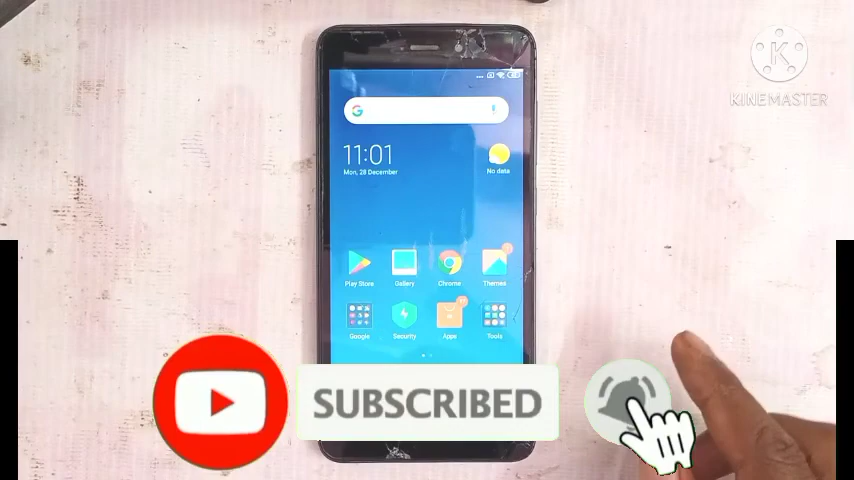 KINEMASTER
11:01
Mon, 28 December
No data
Play Store
Gallery
Chrome
Themes
Google
Security
Apps
Tools
SUBSCRIBED